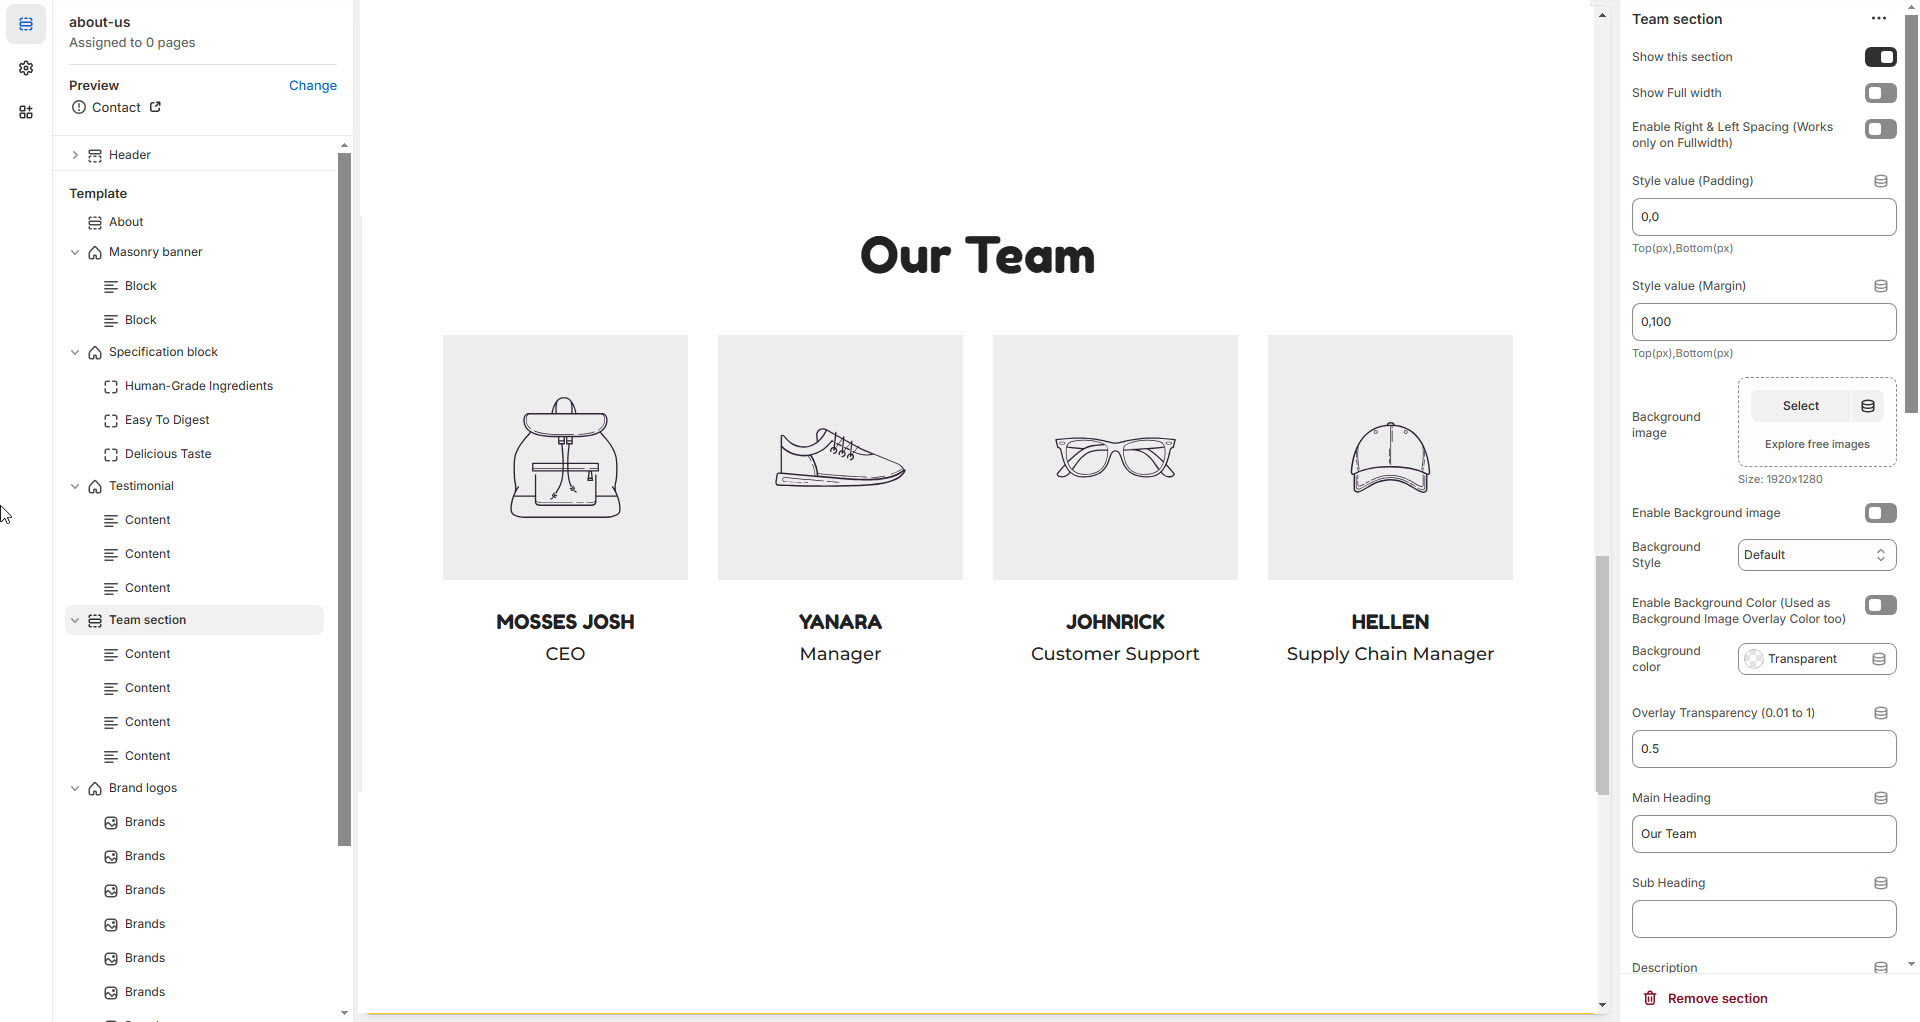 about-us
Assigned to 0 pages
Preview
Change
Contact
Header
Template
About
Masonry banner
Block
Block
Specification block
Human-Grade Ingredients
Easy To Digest
Delicious Taste
Testimonial
Content
Content
Content
Team section
Content
Content
Content
Content
Brand logos
Brands
Brands
Brands
Brands
Brands
Brands
Our Team
MOSSES JOSH
CEO
YANARA
Manager
JOHNRICK
Customer Support
HELLEN
Supply Chain Manager
Team section
Show this section
Show Full width
Enable Right & Left Spacing (Works
only on Fullwidth)
Style value (Padding)
0,0
Top(px),Bottom(px)
Style value (Margin)
0,100
Top(px),Bottom(px)
Background
image
Select
Explore free images
Size: 1920x1280
Enable Background image
Background
Style
Default
Enable Background Color (Used as
Background Image Overlay Color too)
Background
color
Transparent
Overlay Transparency (0.01 to 1)
0.5
Main Heading
Our Team
Sub Heading
Description
Remove section